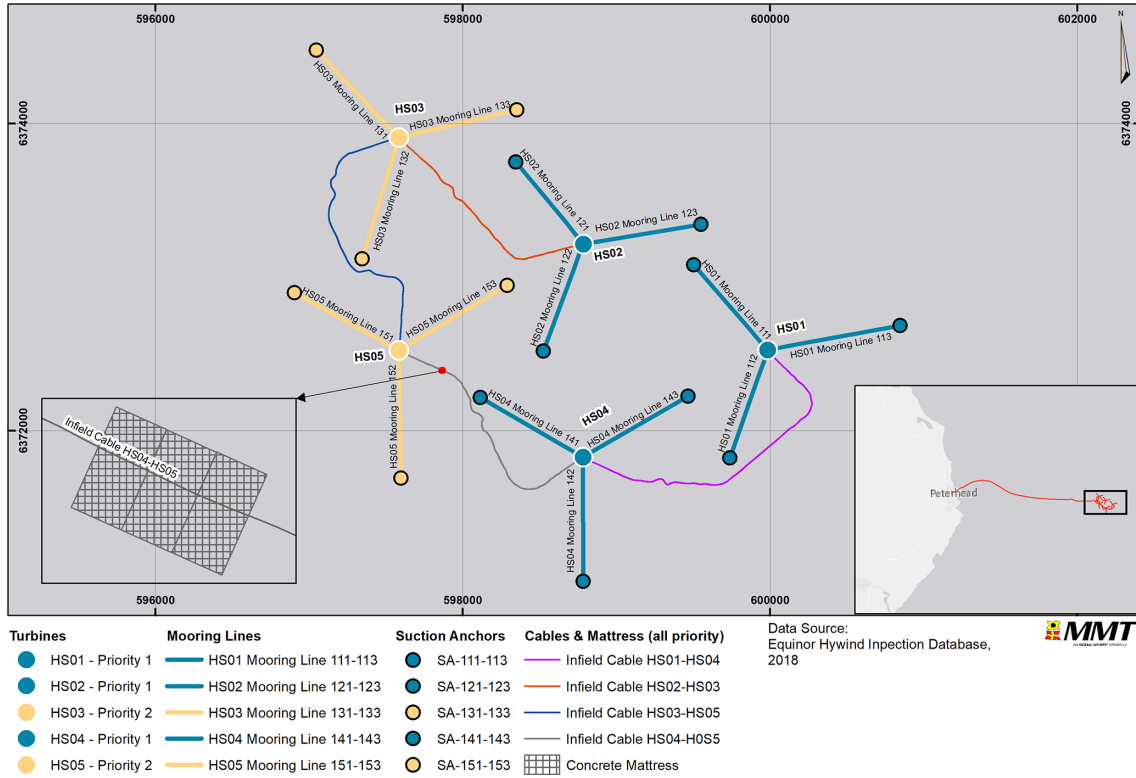 596000
598000
600000
602000
N
6374000
6374000
HS03 Mooring Line 131
HS03
HS03 Mooring Line 133
HS03 Mooring Line 132
HS02 Mooring Line 121
HS02 Mooring Line 123
HS02
HS02 Mooring Line 122
HS01 Mooring Line 111
HS01
HS01 Mooring Line 113
HS01 Mooring Line 112
HS05 Mooring Line 151
HS05 Mooring Line 153
HS05
HS05 Mooring Line 152
HS04 Mooring Line 141
HS04
HS04 Mooring Line 143
HS04 Mooring Line 142
6372000
6372000
Infield Cable HS04-HS05
Peterhead
596000
598000
600000
602000
Turbines
HS01 - Priority 1
HS02 - Priority 1
HS03 - Priority 2
HS04 - Priority 1
HS05 - Priority 2
Mooring Lines
HS01 Mooring Line 111-113
HS02 Mooring Line 121-123
HS03 Mooring Line 131-133
HS04 Mooring Line 141-143
HS05 Mooring Line 151-153
Suction Anchors
SA-111-113
SA-121-123
SA-131-133
SA-141-143
SA-151-153
Cables & Mattress (all priority)
Infield Cable HS01-HS04
Infield Cable HS02-HS03
Infield Cable HS03-HS05
Infield Cable HS04-H0S5
Concrete Mattress
Data Source:
Equinor Hywind Inpection Database,
2018
MMT
AN OCEAN INFINITY COMPANY